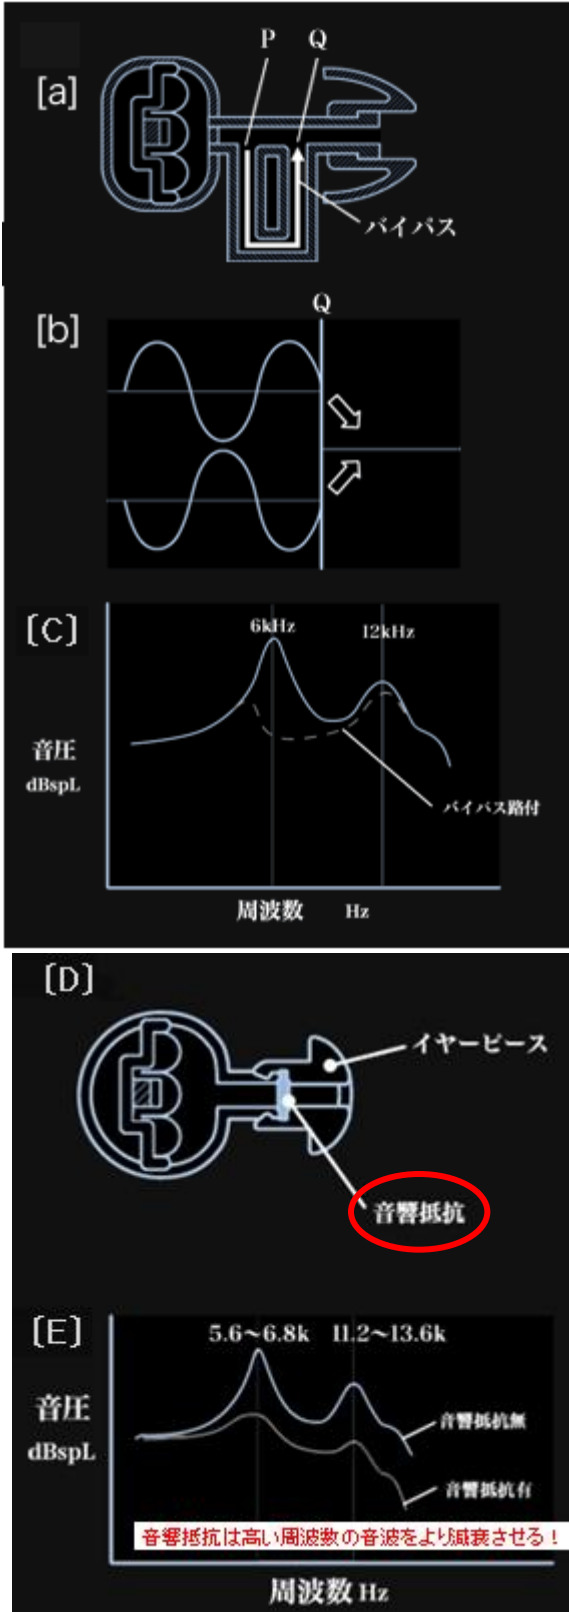 [a]
P
Q
バイパス
Q
[b]
[C]
6kHz
12kHz
音圧
dBspL
バイパス路付
周波数 Hz
[D]
イヤーピース
音響抵抗
[E]
5.6～6.8k 11.2～13.6k
音圧
dBspL
音響抵抗無
音響抵抗有
音響抵抗は高い周波数の音波をより減衰させる！
周波数 Hz